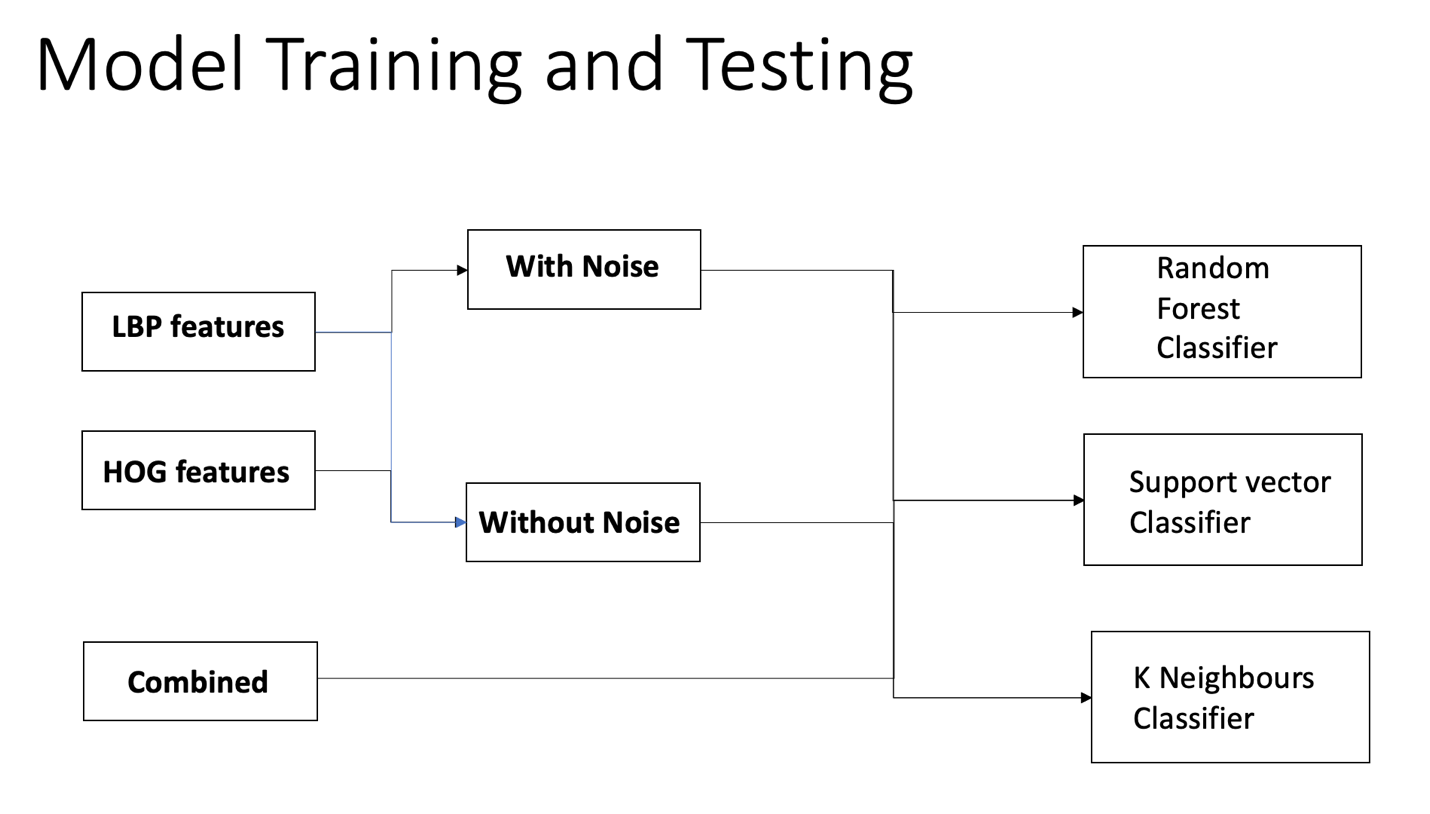 Model Training and Testing
LBP features
HOG features
Combined
With Noise
Without Noise
Random
Forest
Classifier
Support vector
Classifier
K Neighbours
Classifier